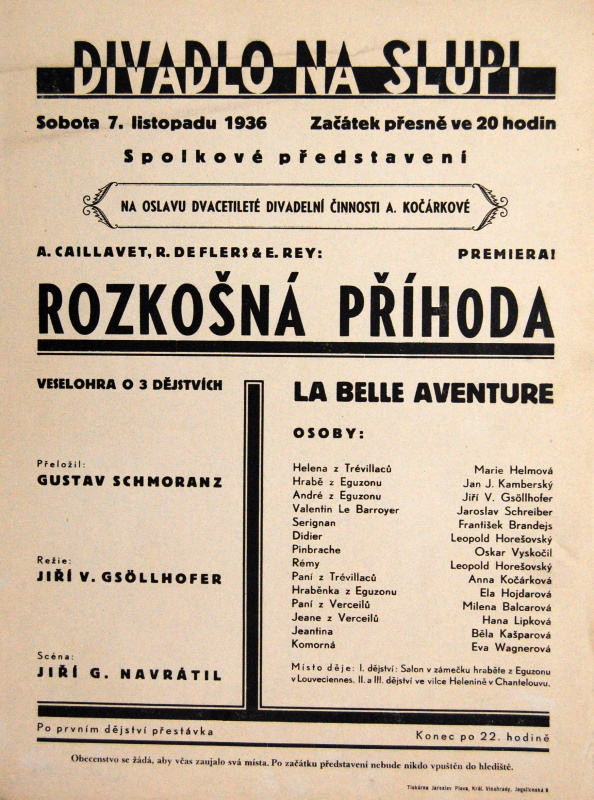 DIVADLO NA SLUPI
Sobota 7. listopadu 1936 Začátek přesně ve 20 hodin
Spolkové představení
NA OSLAVU DVACETILETÉ DIVADELNÍ ČINNOSTI A. KOČÁRKOVÉ
A. CAILLAVET, R. DE FLERS & E. REY: PREMIERA!
ROZKOŠNÁ PŘÍHODA
VESELOHRA O 3 DĚJSTVÍCH
Přeložil:
GUSTAV SCHMORANZ
Režie:
JIŘÍ V. GSÖLLHOFER
Scéna:
JIŘÍ G. NAVRÁTIL
LA BELLE AVENTURE
OSOBY:
Helena z Trévillaců Marie Helmová
Hrabě z Eguzonu Jan J. Kamberský
André z Eguzonu Jiří V. Gsöllhofer
Valentin Le Barroyer Jaroslav Schreiber
Serignan František Brandejs
Didier Leopold Horešovský
Pinbrache Oskar Vyskočil
Rémy Leopold Horešovský
Paní z Trévillaců Anna Kočárková
Hraběnka z Eguzonu Ela Hojdarová
Paní z Verceilů Milena Balcarová
Jeane z Verceilů Hana Lipková
Jeantina Běla Kašparová
Komorná Eva Wagnerová
Místo děje: I. dějství: Salon v zámečku hraběte z Eguzonu
v Louveciennes. II. a III. dějství ve vilce Helenině v Chantelouvu.
Po prvním dějství přestávka Konec po 22. hodině
Obecenstvo se žádá, aby včas zaujalo svá místa. Po začátku představení nebude nikdo vpuštěn do hlediště.
Tiskárna Jaroslav Plava, Král. Vinohrady, Jagellonská 8